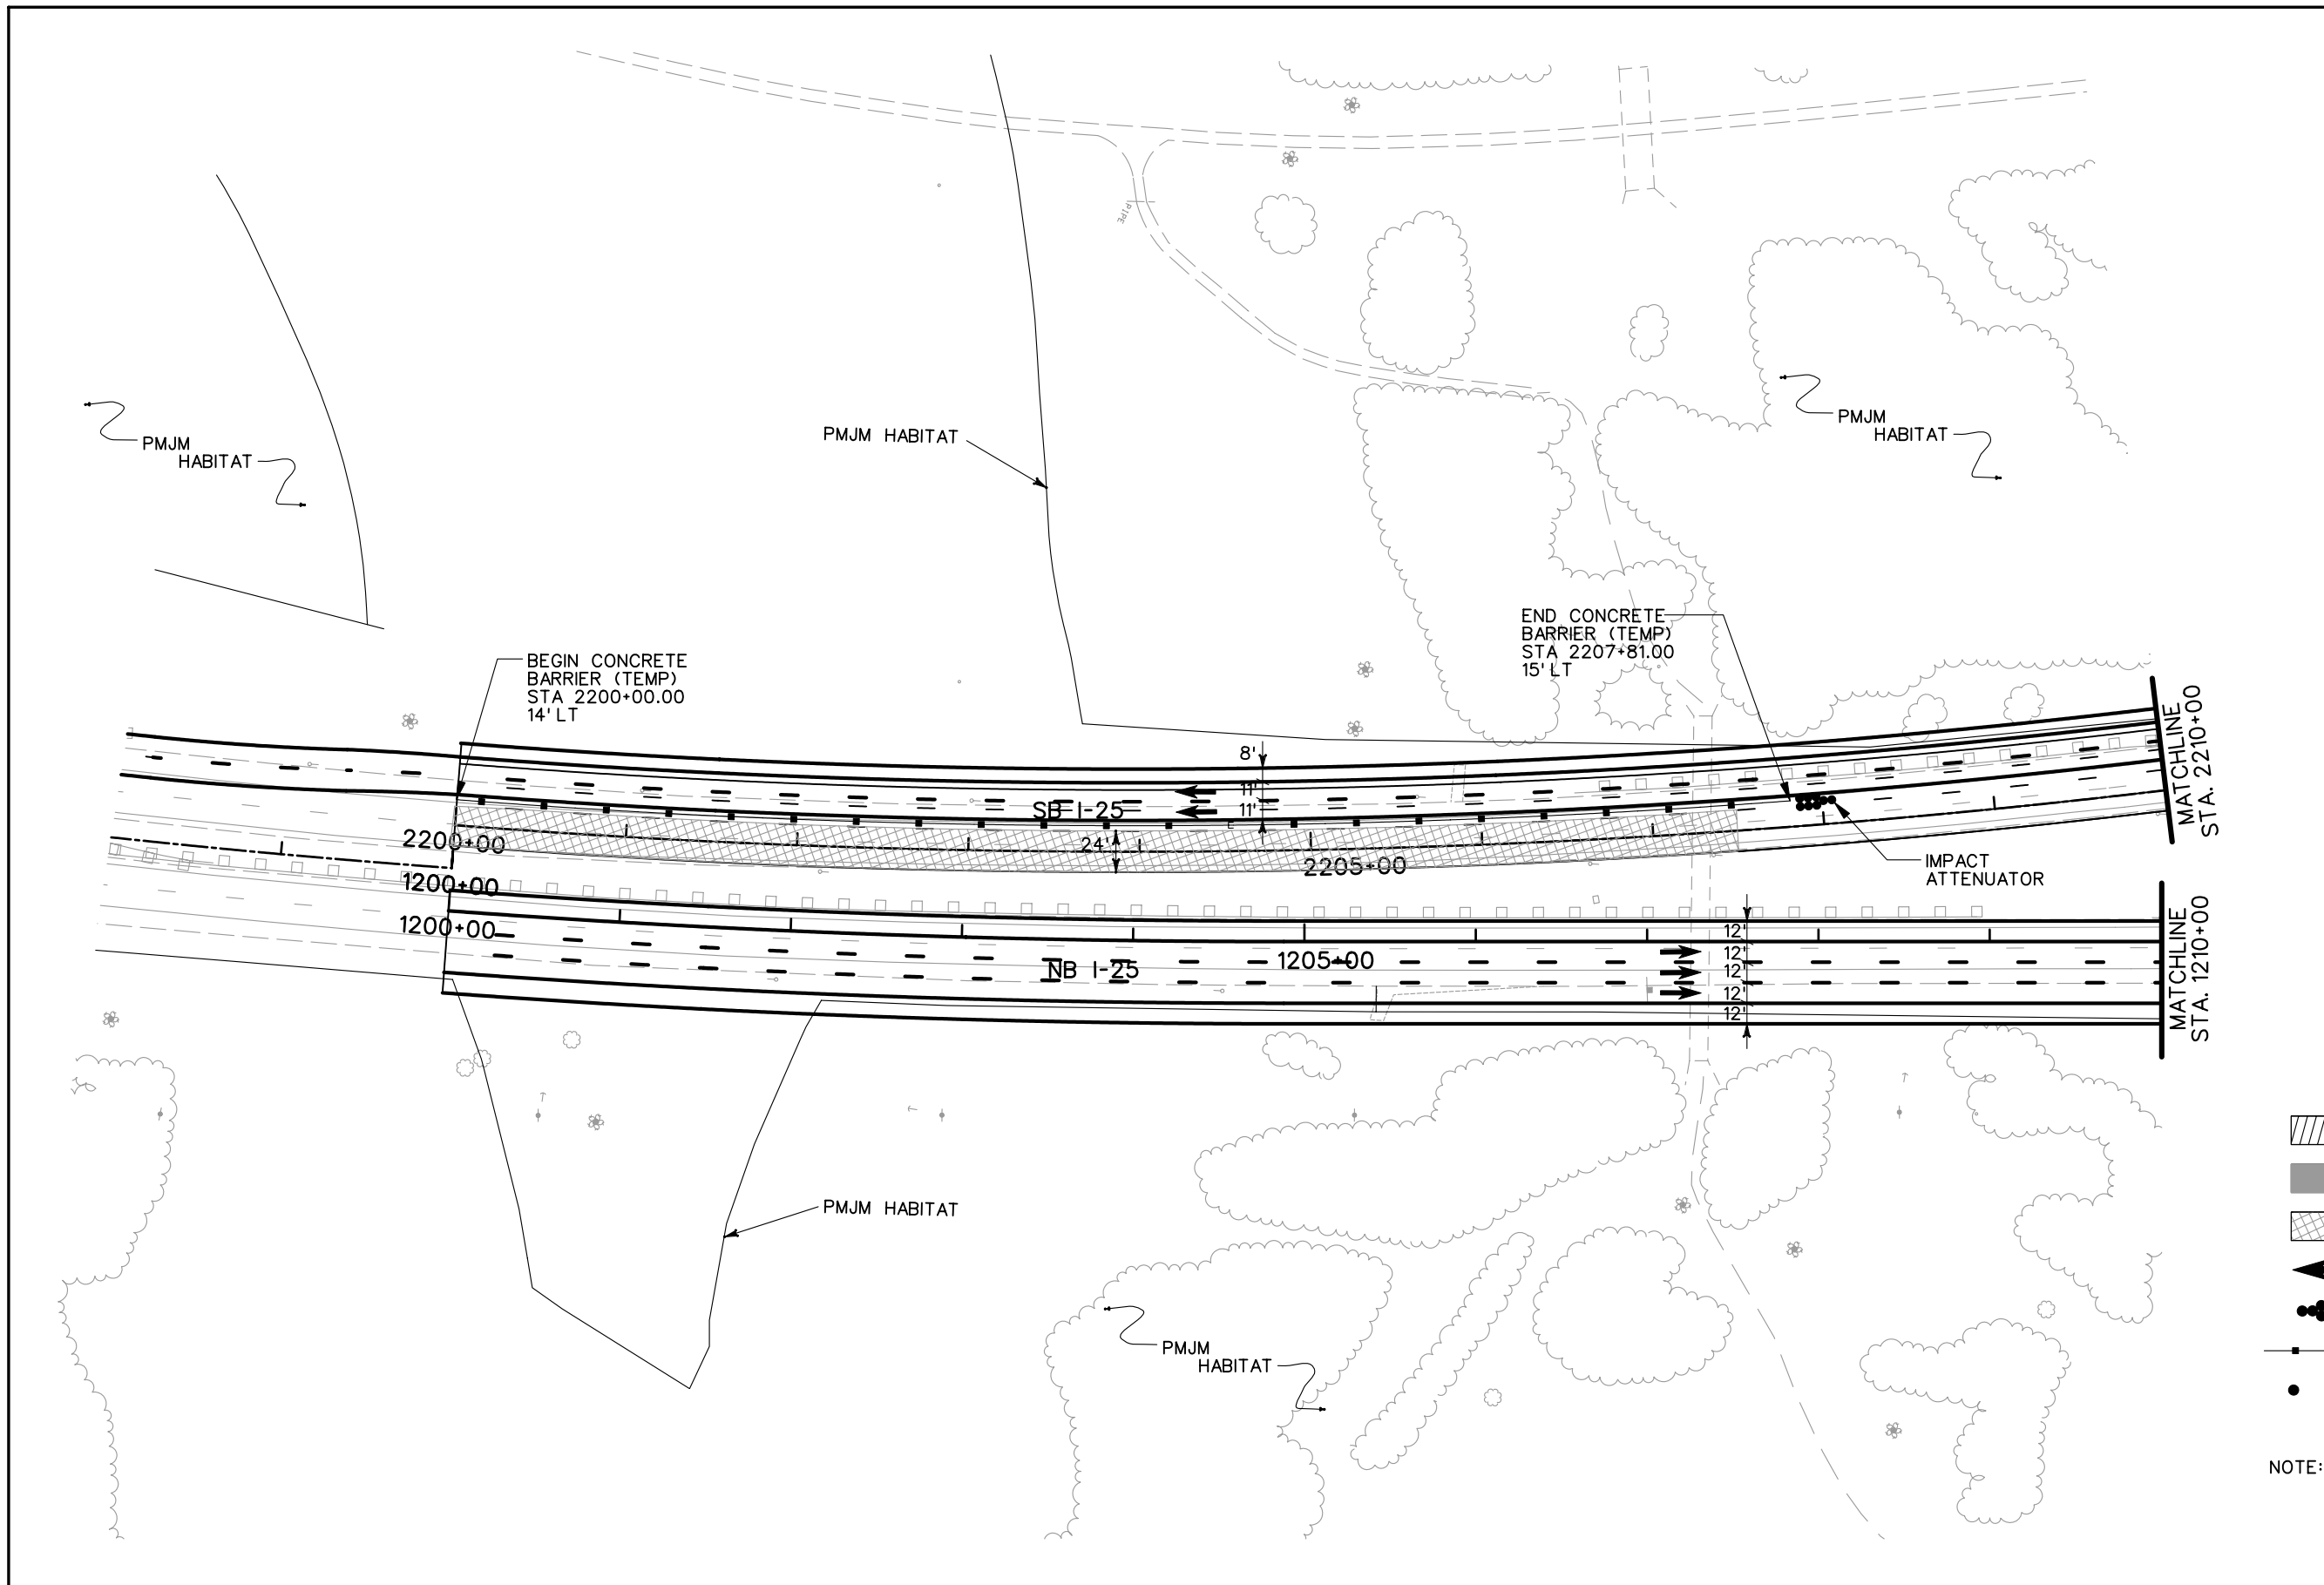 PIPE
PMJM
HABITAT
PMJM HABITAT
PMJM
HABITAT
END CONCRETE
BARRIER (TEMP)
STA 2207+81.00
15' LT
BEGIN CONCRETE
BARRIER (TEMP)
STA 2200+00.00
14' LT
MATCHLINE
STA. 2210+00
8'
11'
11'
SB I-25
E
24'
2200+00
2205+00
IMPACT
ATTENUATOR
1200+00
1200+00
NB I-25
1205+00
12'
12'
12'
12'
12'
MATCHLINE
STA. 1210+00
PMJM HABITAT
PMJM
HABITAT
NOTE: